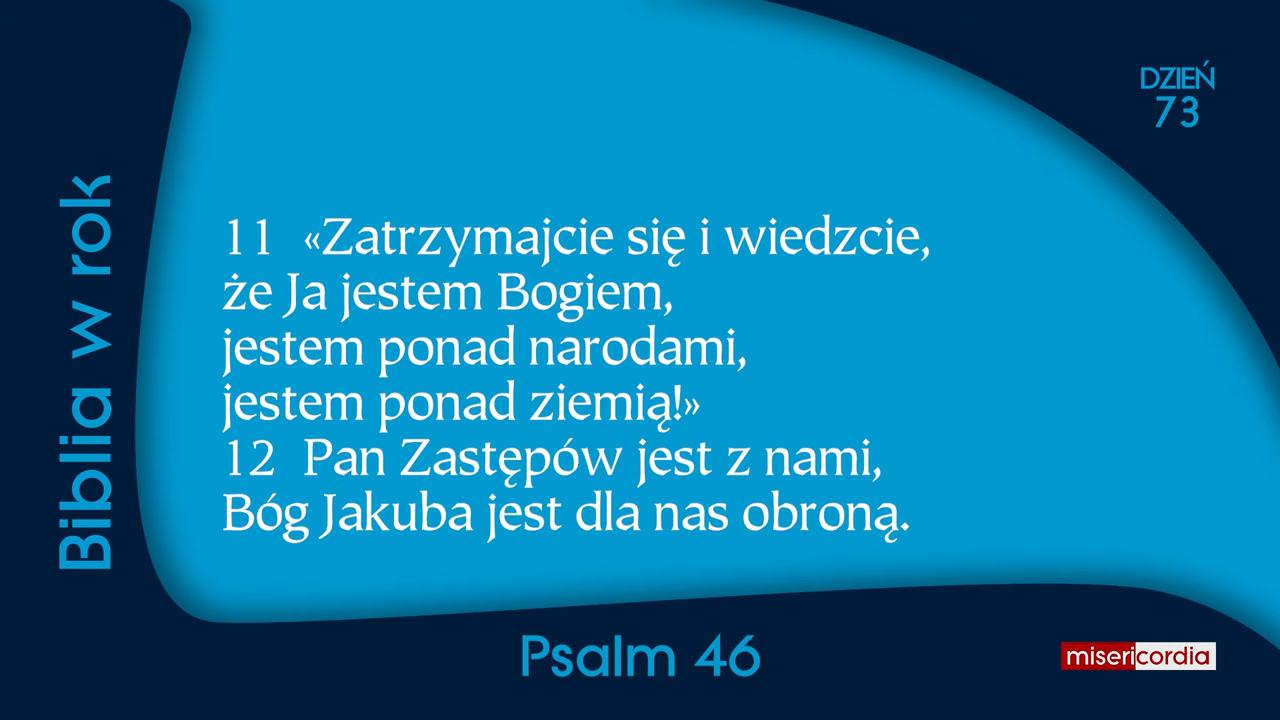 DZIEŃ
73
Biblia w rok
11 «Zatrzymajcie się i wiedzcie,
że Ja jestem Bogiem,
jestem ponad narodami,
jestem ponad ziemią!»
12 Pan Zastępów jest z nami,
Bóg Jakuba jest dla nas obroną.
Psalm 46
misericordia